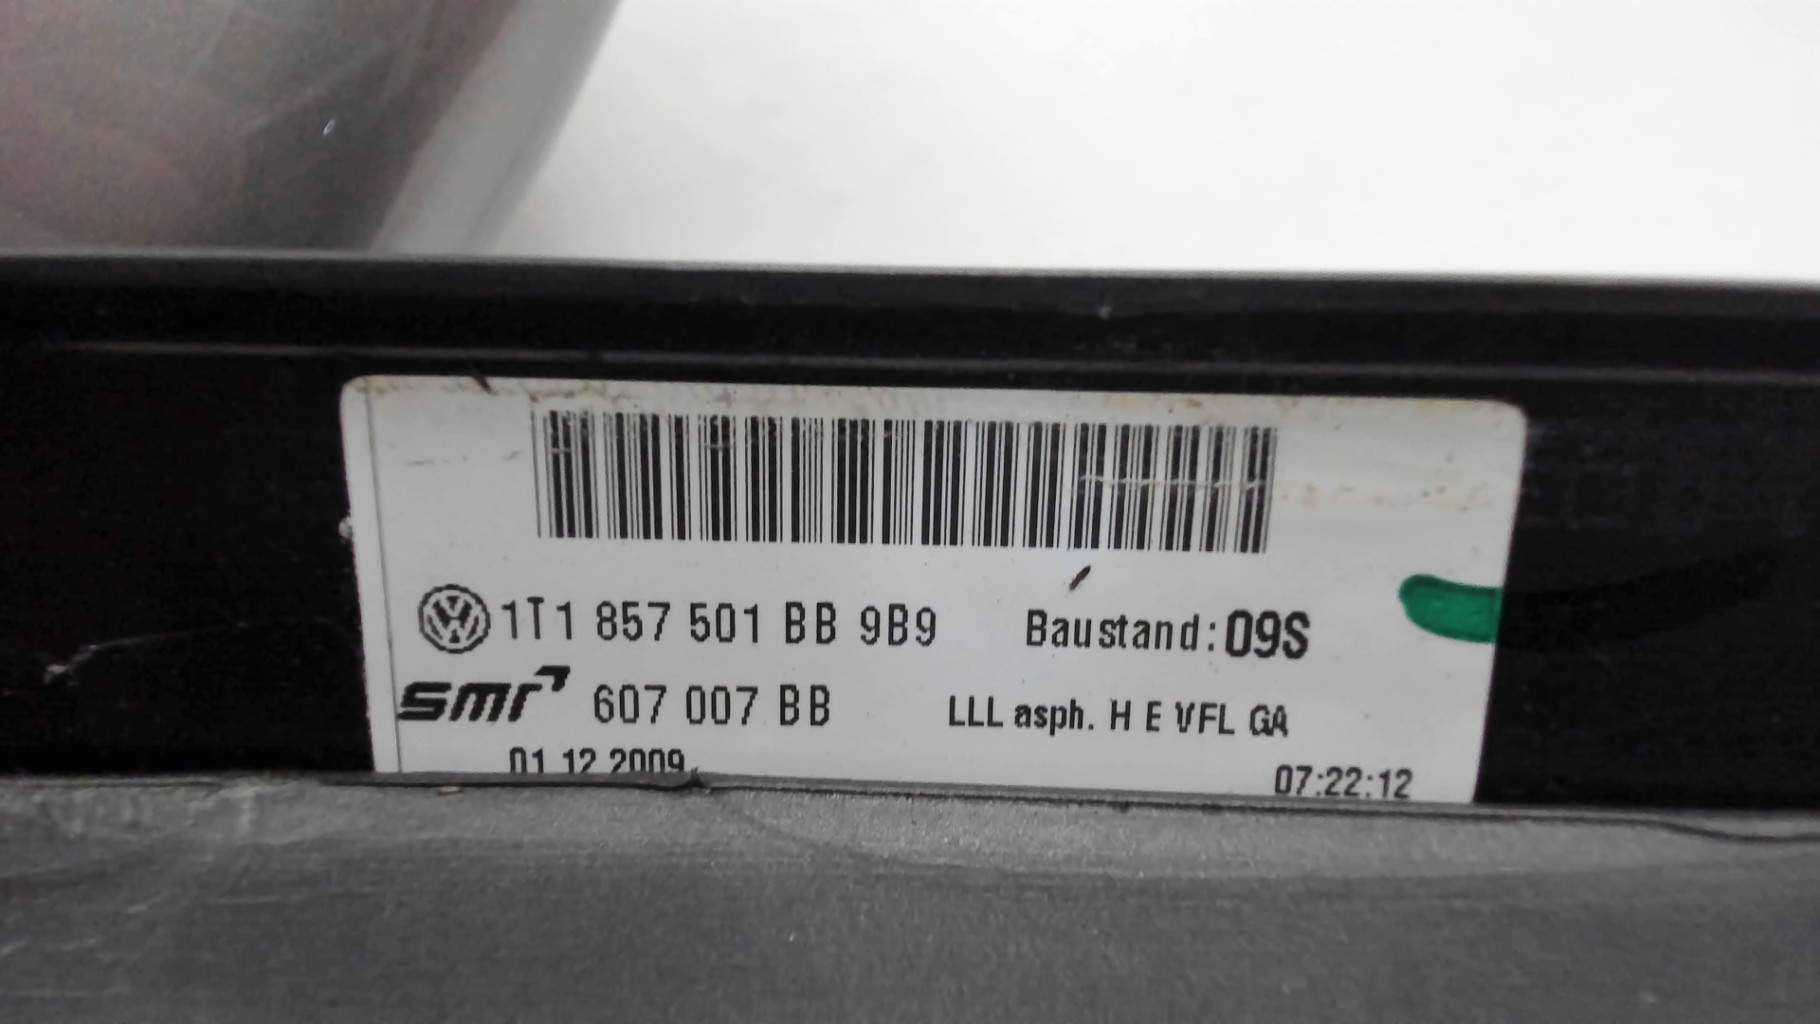 1T1 857 501 BB 9B9 Baustand: 09S
smr 607 007 BB LLL asph. H E VFL GA
01.12.2009 07:22:12